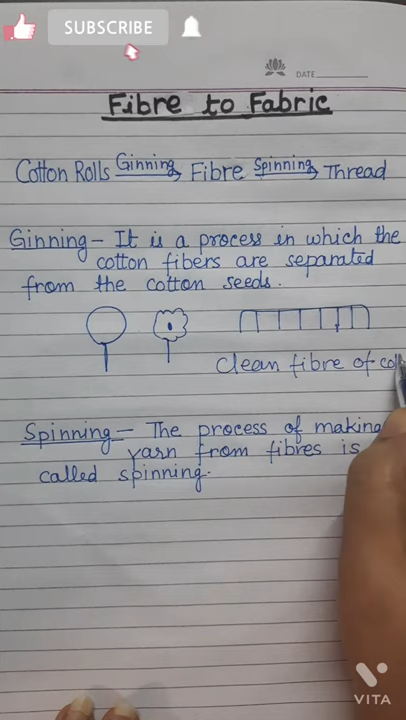 SUBSCRIBE
DATE
Fibre to Fabric
Cotton Rolls Ginning Fibre Spinning Thread
Ginning - It is a process in which the
cotton fibers are separated
from the cotton seeds.
Clean fibre of
Spinning - The process of making
yarn from fibres is
called spinning.
VITA